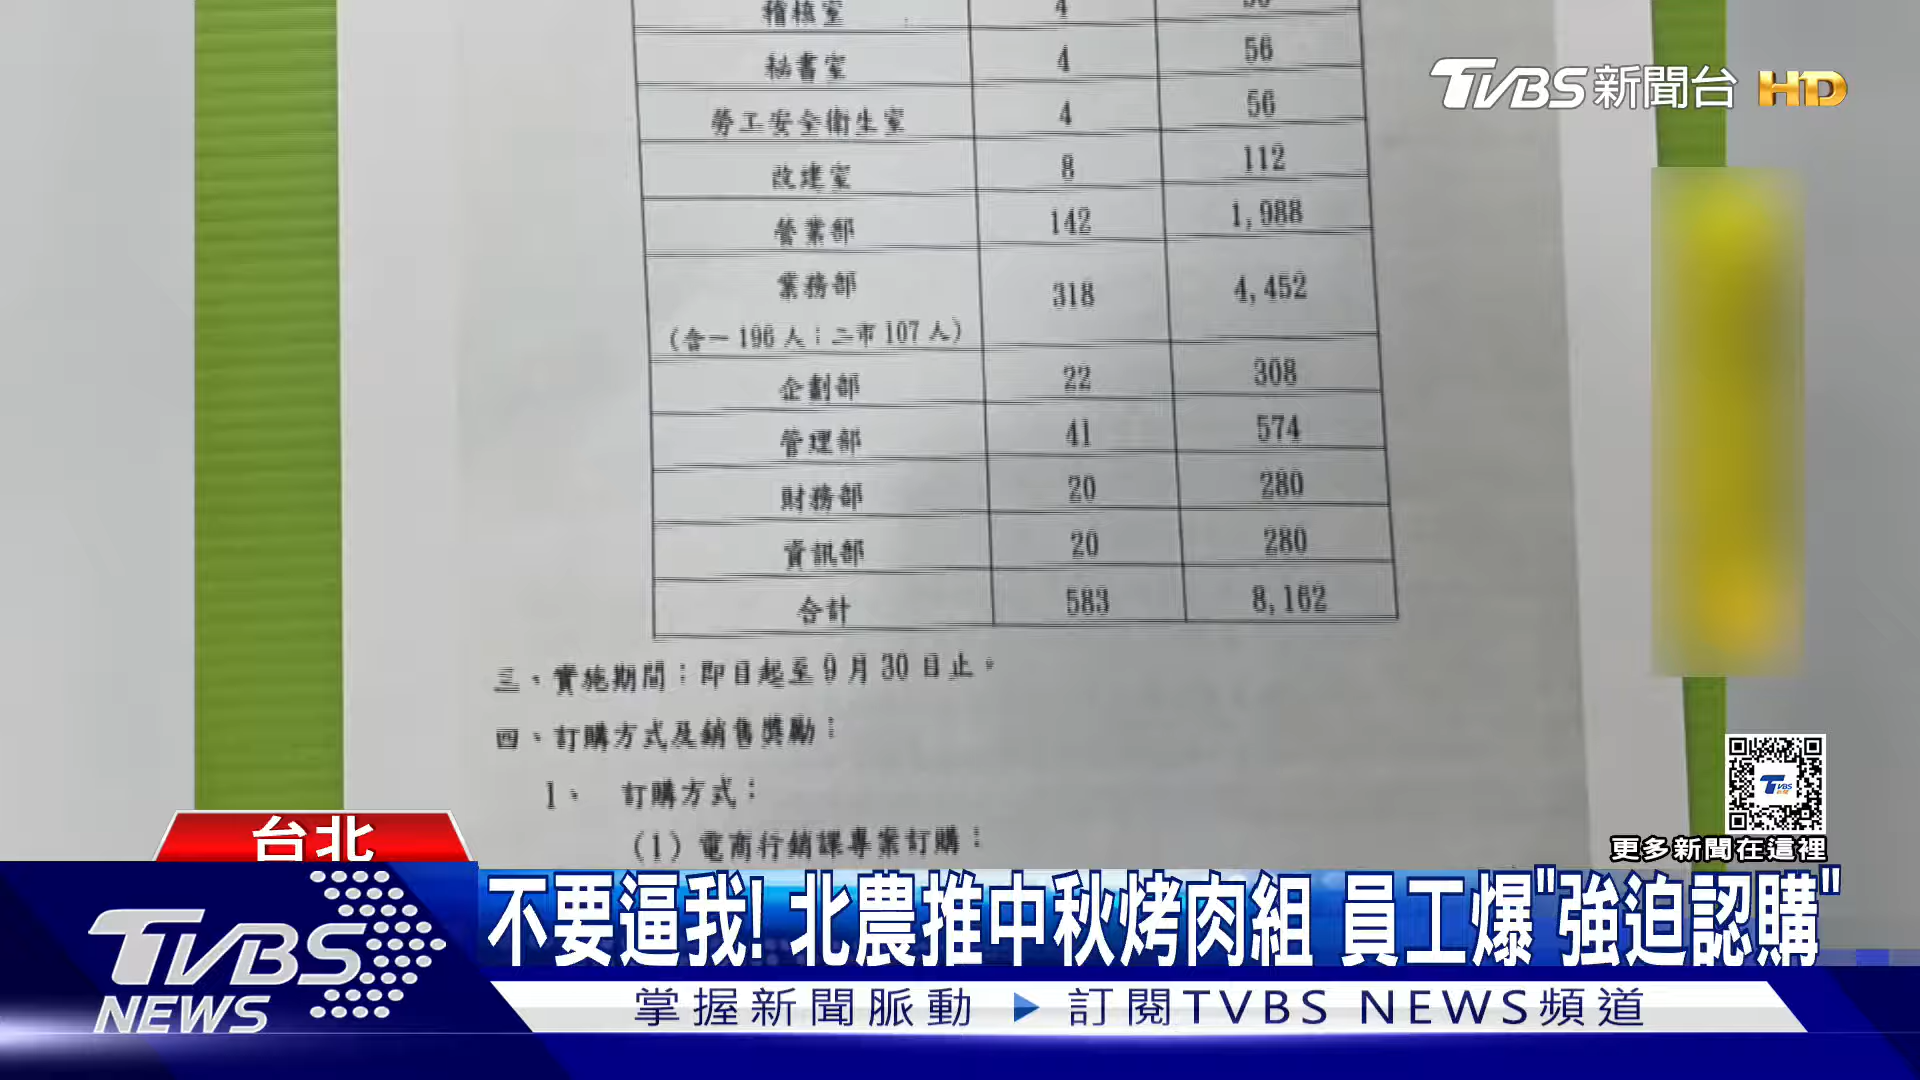 稽核室 4 56
秘書室 4 56
勞工安全衛生室 4 56
改建室 8 112
營業部 142 1,988
業務部 318 4,452
(含一196人;二市107人)
企劃部 22 308
管理部 41 574
財務部 20 280
資訊部 20 280
合計 583 8,162
三、實施期間:即日起至9月30日止。
四、訂購方式及銷售獎勵:
1、 訂購方式:
(1)電商行銷課專案訂購:
TVBS新聞台 HD
TVBS
更多新聞在這裡
台北
不要逼我! 北農推中秋烤肉組 員工爆"強迫認購"
TVBS NEWS
掌握新聞脈動 ▶ 訂閱TVBS NEWS頻道